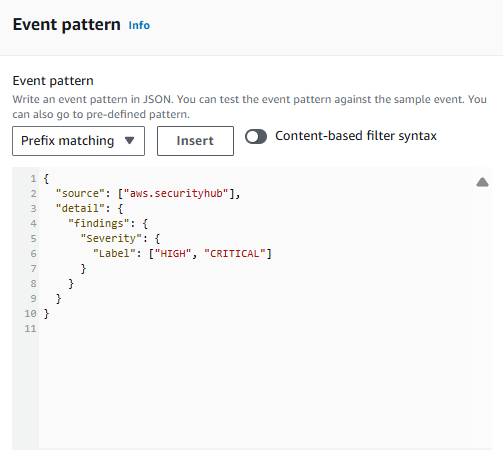 Event pattern Info
Event pattern
Write an event pattern in JSON. You can test the event pattern against the sample event. You
can also go to pre-defined pattern.
Prefix matching Insert Content-based filter syntax
1 {
2   "source": ["aws.securityhub"],
3   "detail": {
4     "findings": {
5       "Severity": {
6         "Label": ["HIGH", "CRITICAL"]
7       }
8     }
9   }
10 }
11